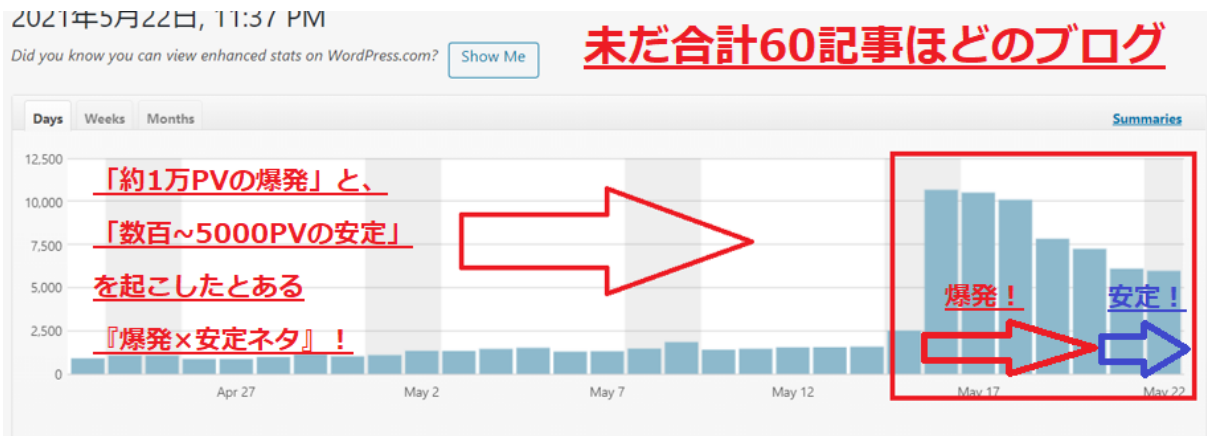 2021年5月22日, 11:37 PM
未だ合計60記事ほどのブログ
Did you know you can view enhanced stats on WordPress.com?
Show Me
Days
Weeks
Months
Summaries
12,500
10,000
7,500
5,000
2,500
0
「約1万PVの爆発」と、
「数百~5000PVの安定」
を起こしたとある
『爆発×安定ネタ』！
爆発！
安定！
Apr 27
May 2
May 7
May 12
May 17
May 22